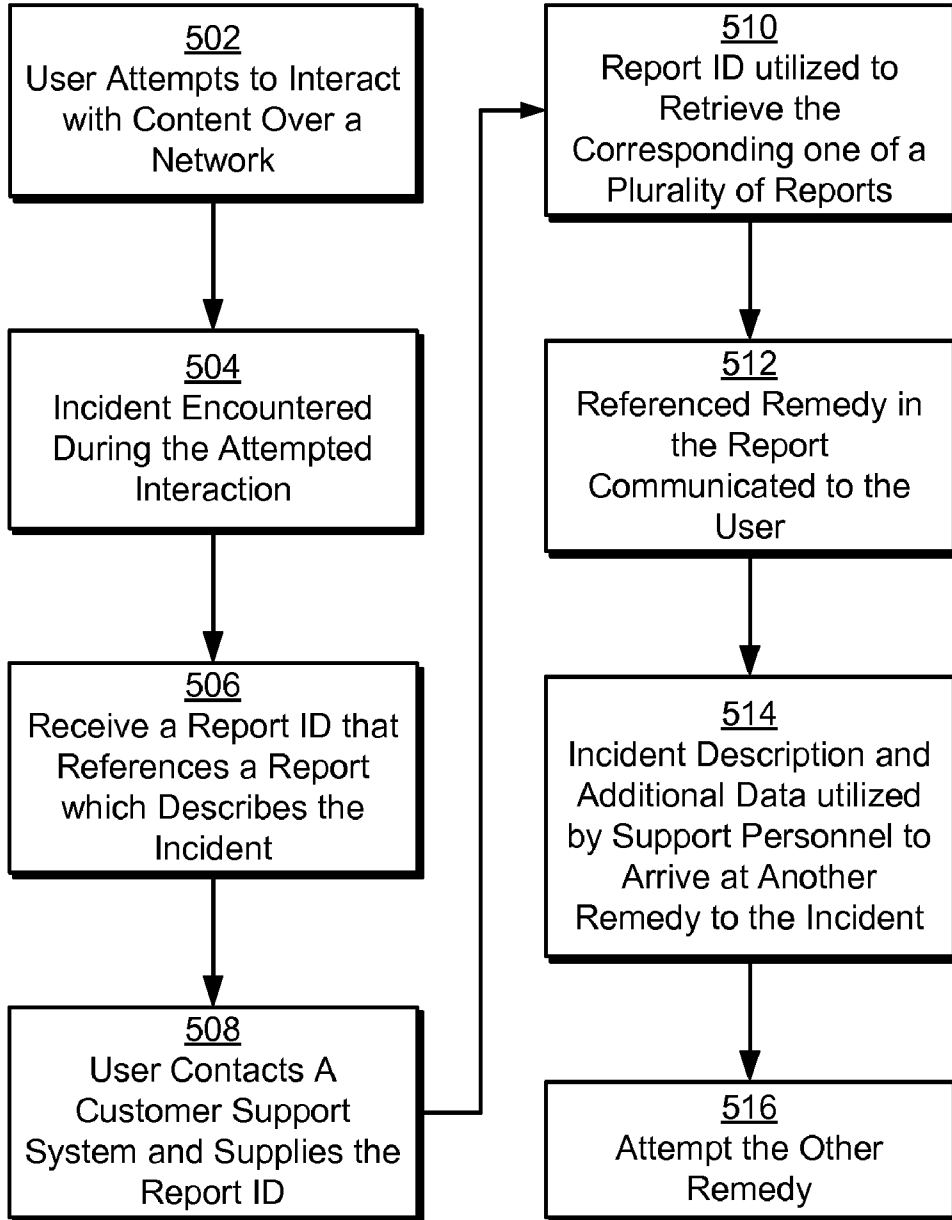 502
User Attempts to Interact
with Content Over a
Network
504
Incident Encountered
During the Attempted
Interaction
506
Receive a Report ID that
References a Report
which Describes the
Incident
508
User Contacts A
Customer Support
System and Supplies the
Report ID
510
Report ID utilized to
Retrieve the
Corresponding one of a
Plurality of Reports
512
Referenced Remedy in
the Report
Communicated to the
User
514
Incident Description and
Additional Data utilized
by Support Personnel to
Arrive at Another
Remedy to the Incident
516
Attempt the Other
Remedy